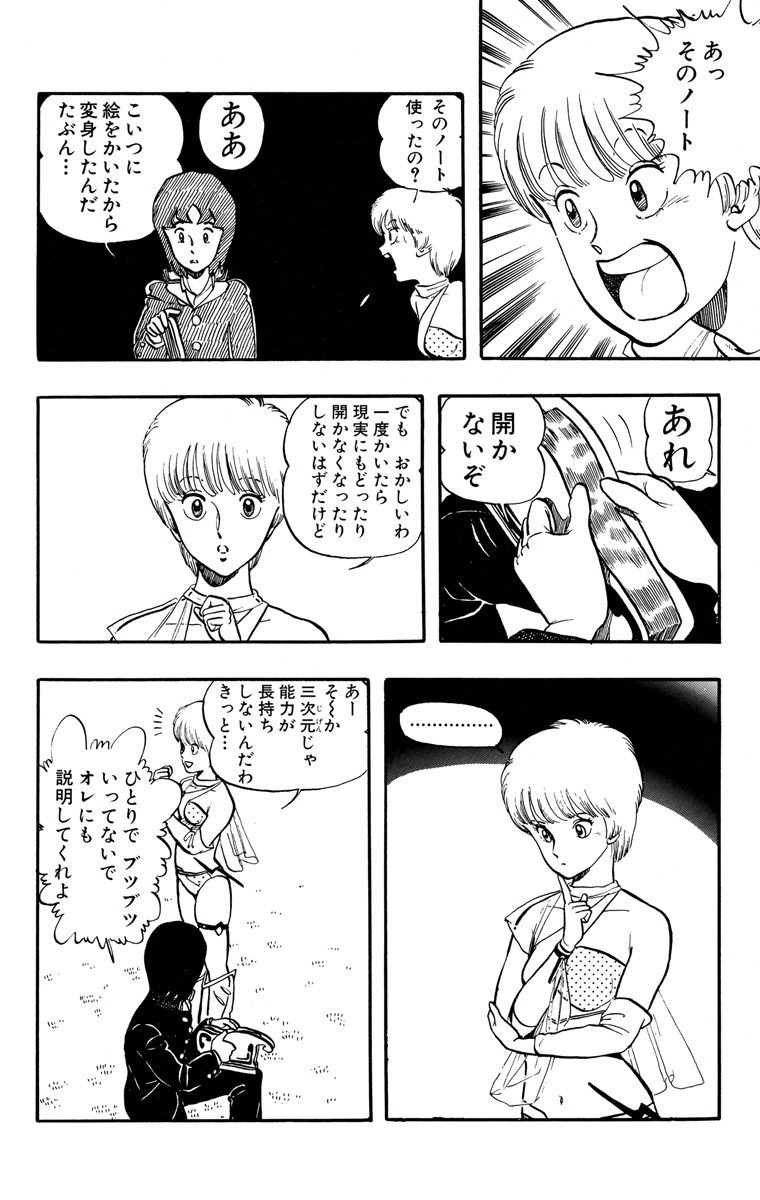 あっ
そのノート
そのノート
使ったの?
ああ
こいつに
絵をかいたから
変身したんだ
たぶん…
あれ
開か
ないぞ
でも おかしいわ
一度かいたら
現実にもどったり
開かなくなったり
しないはずだけど
…………
あー
そ〜か
三次元じゃ
じげん
能力が
長持ち
しないんだわ
きっと…
ひとりで ブツブツ
いってないで
オレにも
説明してくれよ